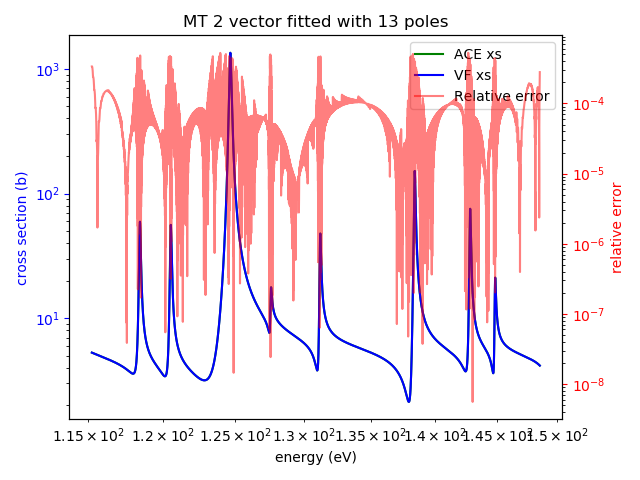 MT 2 vector fitted with 13 poles
ACE xs
VF xs
Relative error
cross section (b)
10³
10²
10¹
relative error
10⁻⁴
10⁻⁵
10⁻⁶
10⁻⁷
10⁻⁸
1.15 × 10² 1.2 × 10² 1.25 × 10² 1.3 × 10² 1.35 × 10² 1.4 × 10² 1.45 × 10² 1.5 × 10²
energy (eV)